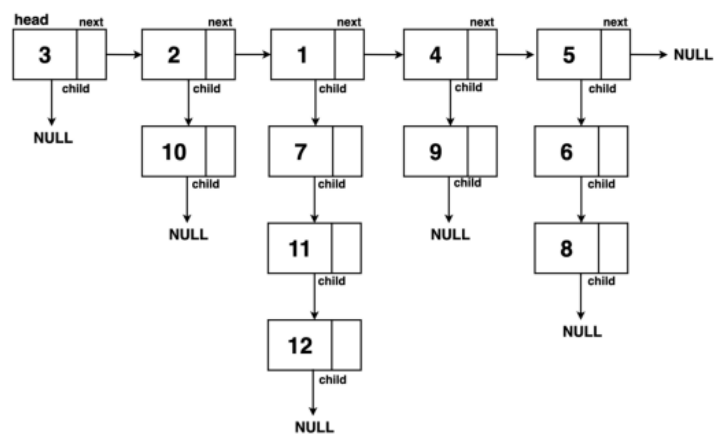 head next next next next next
3 2 1 4 5 NULL
child child child child child
NULL 10 7 9 6
child child child child
NULL 11 NULL 8
child child
12 NULL
child
NULL